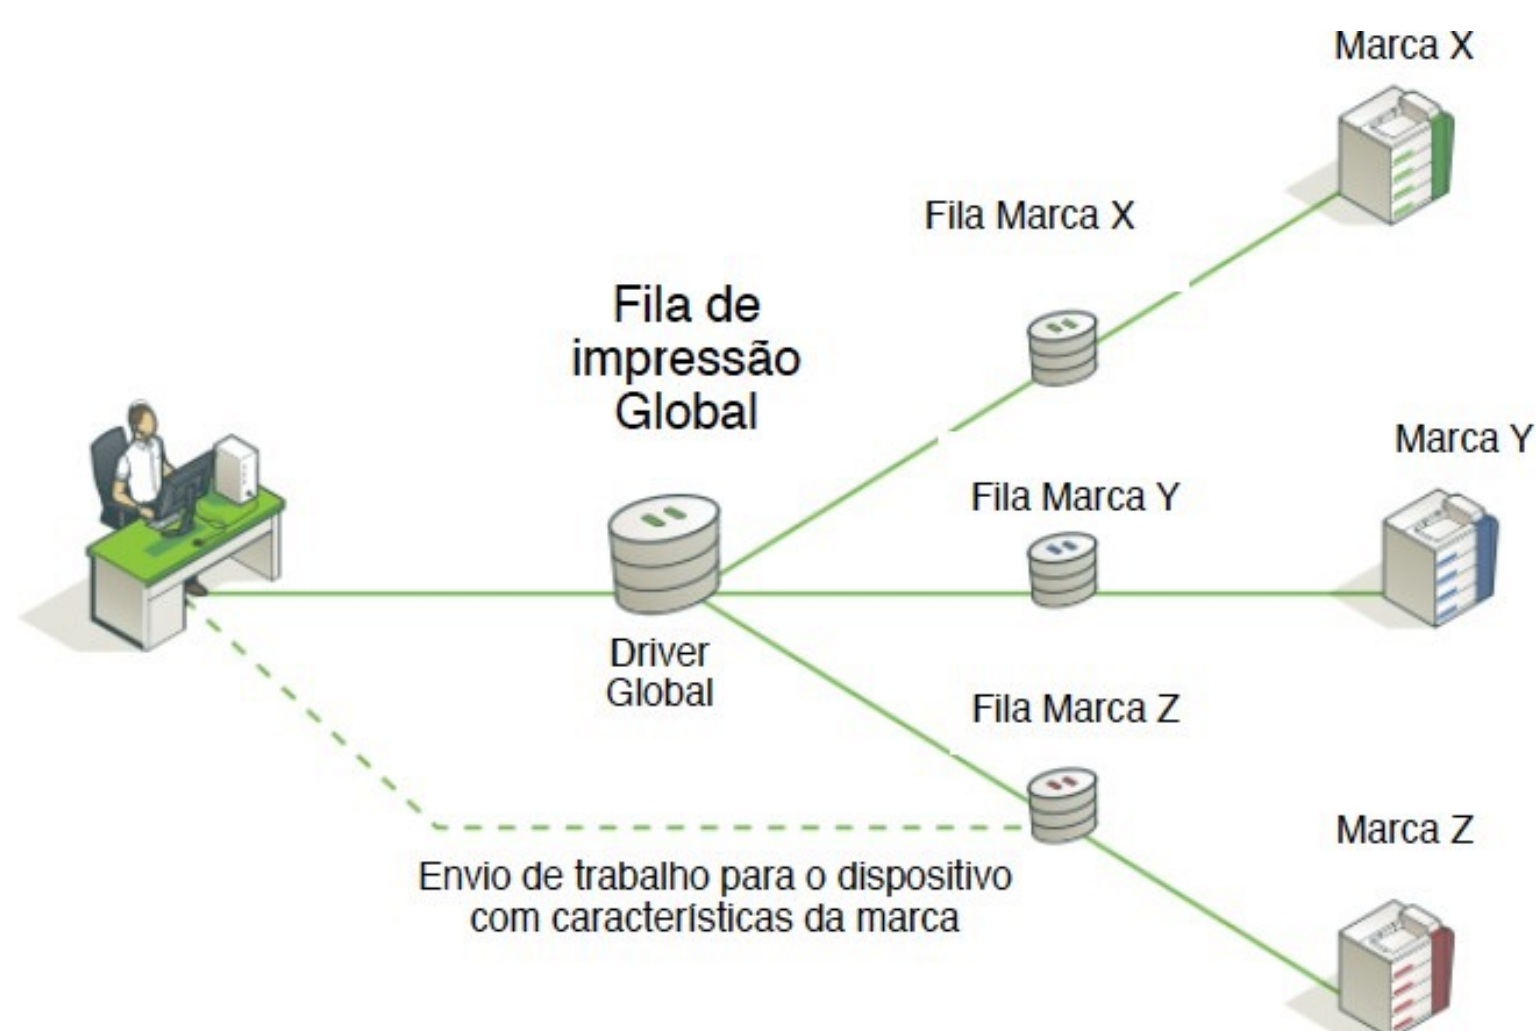 Marca X
Fila Marca X
Fila de
impressão
Global
Marca Y
Fila Marca Y
Driver
Global
Fila Marca Z
Marca Z
Envio de trabalho para o dispositivo
com características da marca